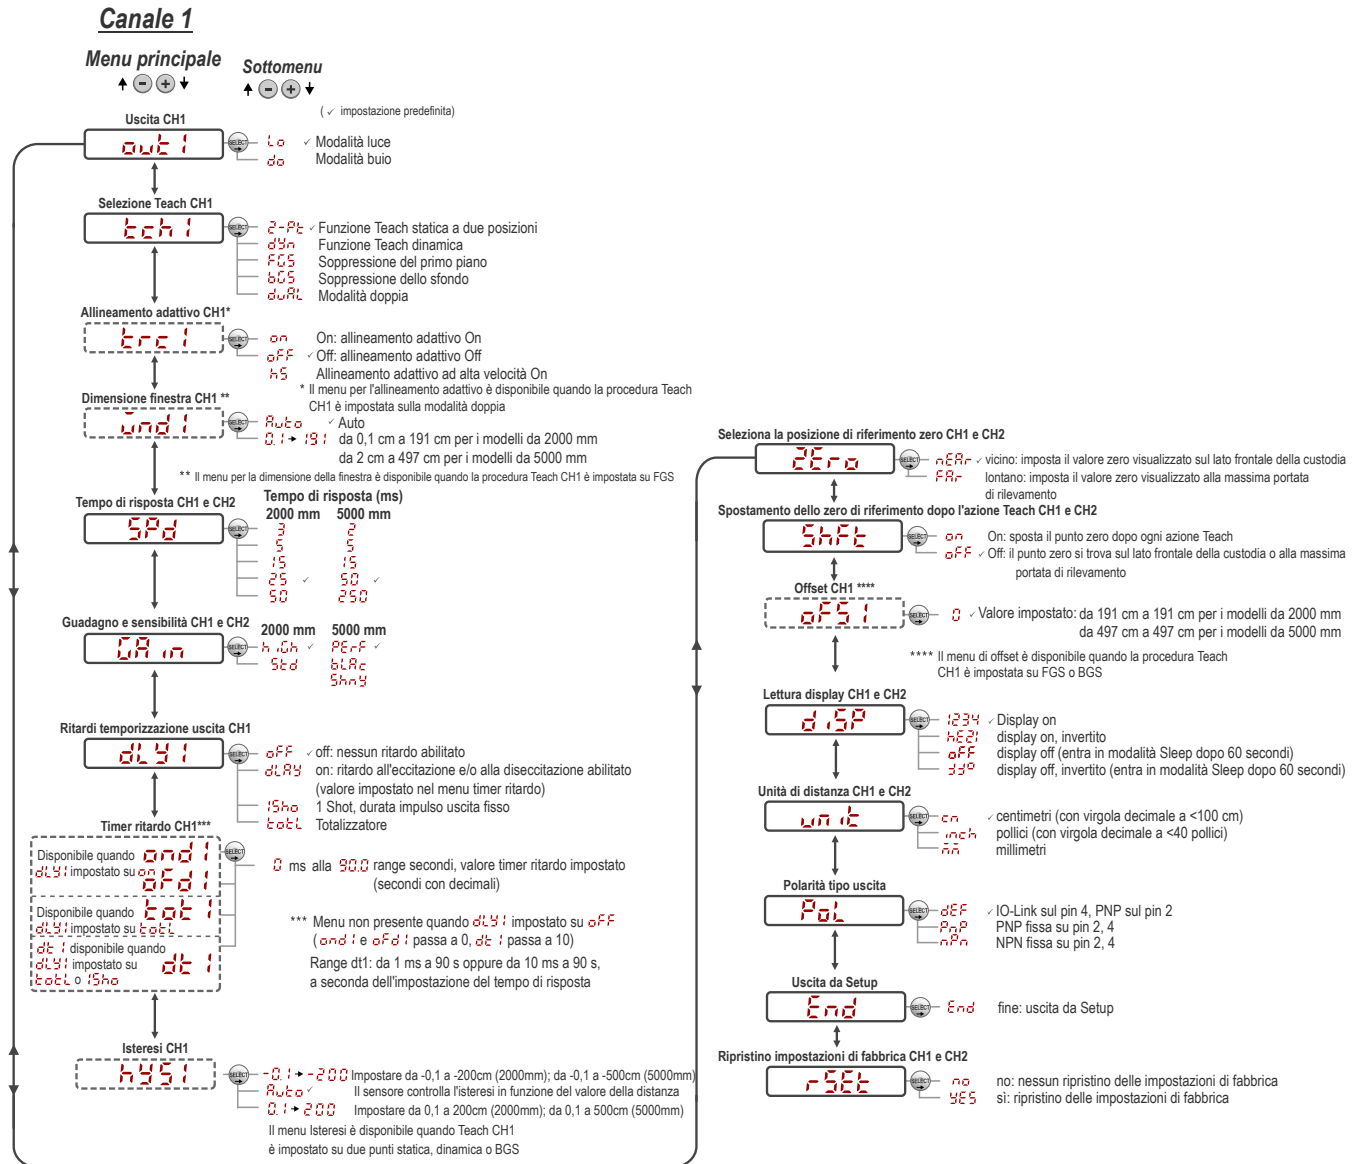 Canale 1
Menu principale
Sottomenu
- +
- +
( ✓ impostazione predefinita)
Uscita CH1
out1
SELECT
Lo ✓ Modalità luce
do Modalità buio
Selezione Teach CH1
tch1
SELECT
2-Pt ✓ Funzione Teach statica a due posizioni
dYn Funzione Teach dinamica
FGS Soppressione del primo piano
bGS Soppressione dello sfondo
duAL Modalità doppia
Allineamento adattivo CH1*
trc1
SELECT
on On: allineamento adattivo On
oFF ✓ Off: allineamento adattivo Off
hS Allineamento adattivo ad alta velocità On
* Il menu per l'allineamento adattivo è disponibile quando la procedura Teach
CH1 è impostata sulla modalità doppia
Dimensione finestra CH1 **
wnd1
SELECT
Auto ✓ Auto
0.1 → 191 da 0,1 cm a 191 cm per i modelli da 2000 mm
da 2 cm a 497 cm per i modelli da 5000 mm
** Il menu per la dimensione della finestra è disponibile quando la procedura Teach CH1 è impostata su FGS
Tempo di risposta CH1 e CH2
SPd
SELECT
Tempo di risposta (ms)
2000 mm 5000 mm
3 2
5 5
15 15
25 ✓ 50 ✓
50 250
Guadagno e sensibilità CH1 e CH2
GAin
SELECT
2000 mm 5000 mm
hiGh ✓ PErF ✓
Std bLAc
ShnY
Ritardi temporizzazione uscita CH1
dLY1
SELECT
oFF ✓ off: nessun ritardo abilitato
dLAY on: ritardo all'eccitazione e/o alla diseccitazione abilitato
(valore impostato nel menu timer ritardo)
1Sho 1 Shot, durata impulso uscita fisso
totL Totalizzatore
Timer ritardo CH1***
Disponibile quando ond1
dLY1 impostato su on oFd1
SELECT
Disponibile quando tot1
dLY1 impostato su totL
dt1 disponibile quando
dLY1 impostato su dt1
totL o 1Sho
0 ms alla 90.0 range secondi, valore timer ritardo impostato
(secondi con decimali)
*** Menu non presente quando dLY1 impostato su oFF
( ond1 e oFd1 passa a 0, dt1 passa a 10)
Range dt1: da 1 ms a 90 s oppure da 10 ms a 90 s,
a seconda dell'impostazione del tempo di risposta
Isteresi CH1
hYS1
SELECT
-0.1 → -200 Impostare da -0,1 a -200cm (2000mm); da -0,1 a -500cm (5000mm)
Auto ✓ Il sensore controlla l'isteresi in funzione del valore della distanza
0.1 → 200 Impostare da 0,1 a 200cm (2000mm); da 0,1 a 500cm (5000mm)
Il menu Isteresi è disponibile quando Teach CH1
è impostato su due punti statica, dinamica o BGS
Seleziona la posizione di riferimento zero CH1 e CH2
ZEro
SELECT
nEAr ✓ vicino: imposta il valore zero visualizzato sul lato frontale della custodia
FAr lontano: imposta il valore zero visualizzato alla massima portata
di rilevamento
Spostamento dello zero di riferimento dopo l'azione Teach CH1 e CH2
ShFt
SELECT
on On: sposta il punto zero dopo ogni azione Teach
oFF ✓ Off: il punto zero si trova sul lato frontale della custodia o alla massima
portata di rilevamento
Offset CH1 ****
oFS1
SELECT
0 ✓ Valore impostato: da 191 cm a 191 cm per i modelli da 2000 mm
da 497 cm a 497 cm per i modelli da 5000 mm
**** Il menu di offset è disponibile quando la procedura Teach
CH1 è impostata su FGS o BGS
Lettura display CH1 e CH2
diSP
SELECT
1234 ✓ Display on
hEZ1 display on, invertito
oFF display off (entra in modalità Sleep dopo 60 secondi)
JJo display off, invertito (entra in modalità Sleep dopo 60 secondi)
Unità di distanza CH1 e CH2
unit
SELECT
cm ✓ centimetri (con virgola decimale a <100 cm)
inch pollici (con virgola decimale a <40 pollici)
mm millimetri
Polarità tipo uscita
PoL
SELECT
dEF ✓ IO-Link sul pin 4, PNP sul pin 2
PnP PNP fissa su pin 2, 4
nPn NPN fissa su pin 2, 4
Uscita da Setup
End
SELECT
End fine: uscita da Setup
Ripristino impostazioni di fabbrica CH1 e CH2
rSEt
SELECT
no no: nessun ripristino delle impostazioni di fabbrica
YES sì: ripristino delle impostazioni di fabbrica